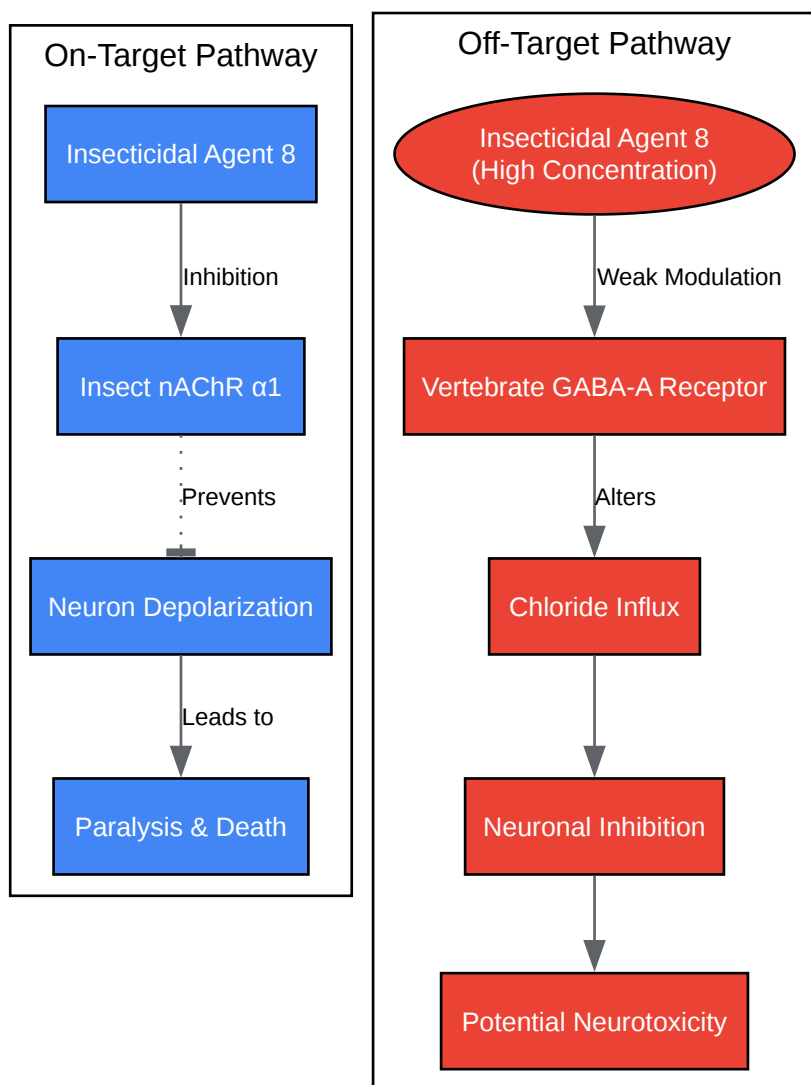 On-Target Pathway
Insecticidal Agent 8
Inhibition
Insect nAChR α1
Prevents
Neuron Depolarization
Leads to
Paralysis & Death
Off-Target Pathway
Insecticidal Agent 8
(High Concentration)
Weak Modulation
Vertebrate GABA-A Receptor
Alters
Chloride Influx
Neuronal Inhibition
Potential Neurotoxicity